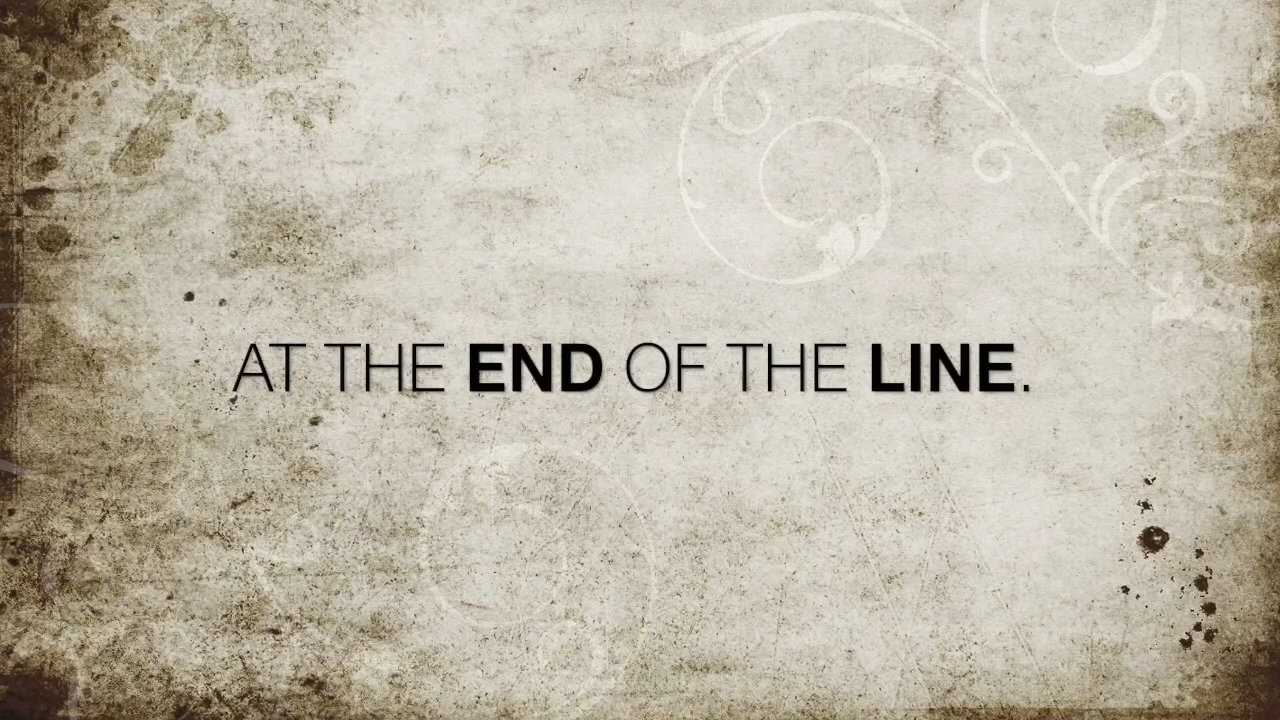 AT THE END OF THE LINE.